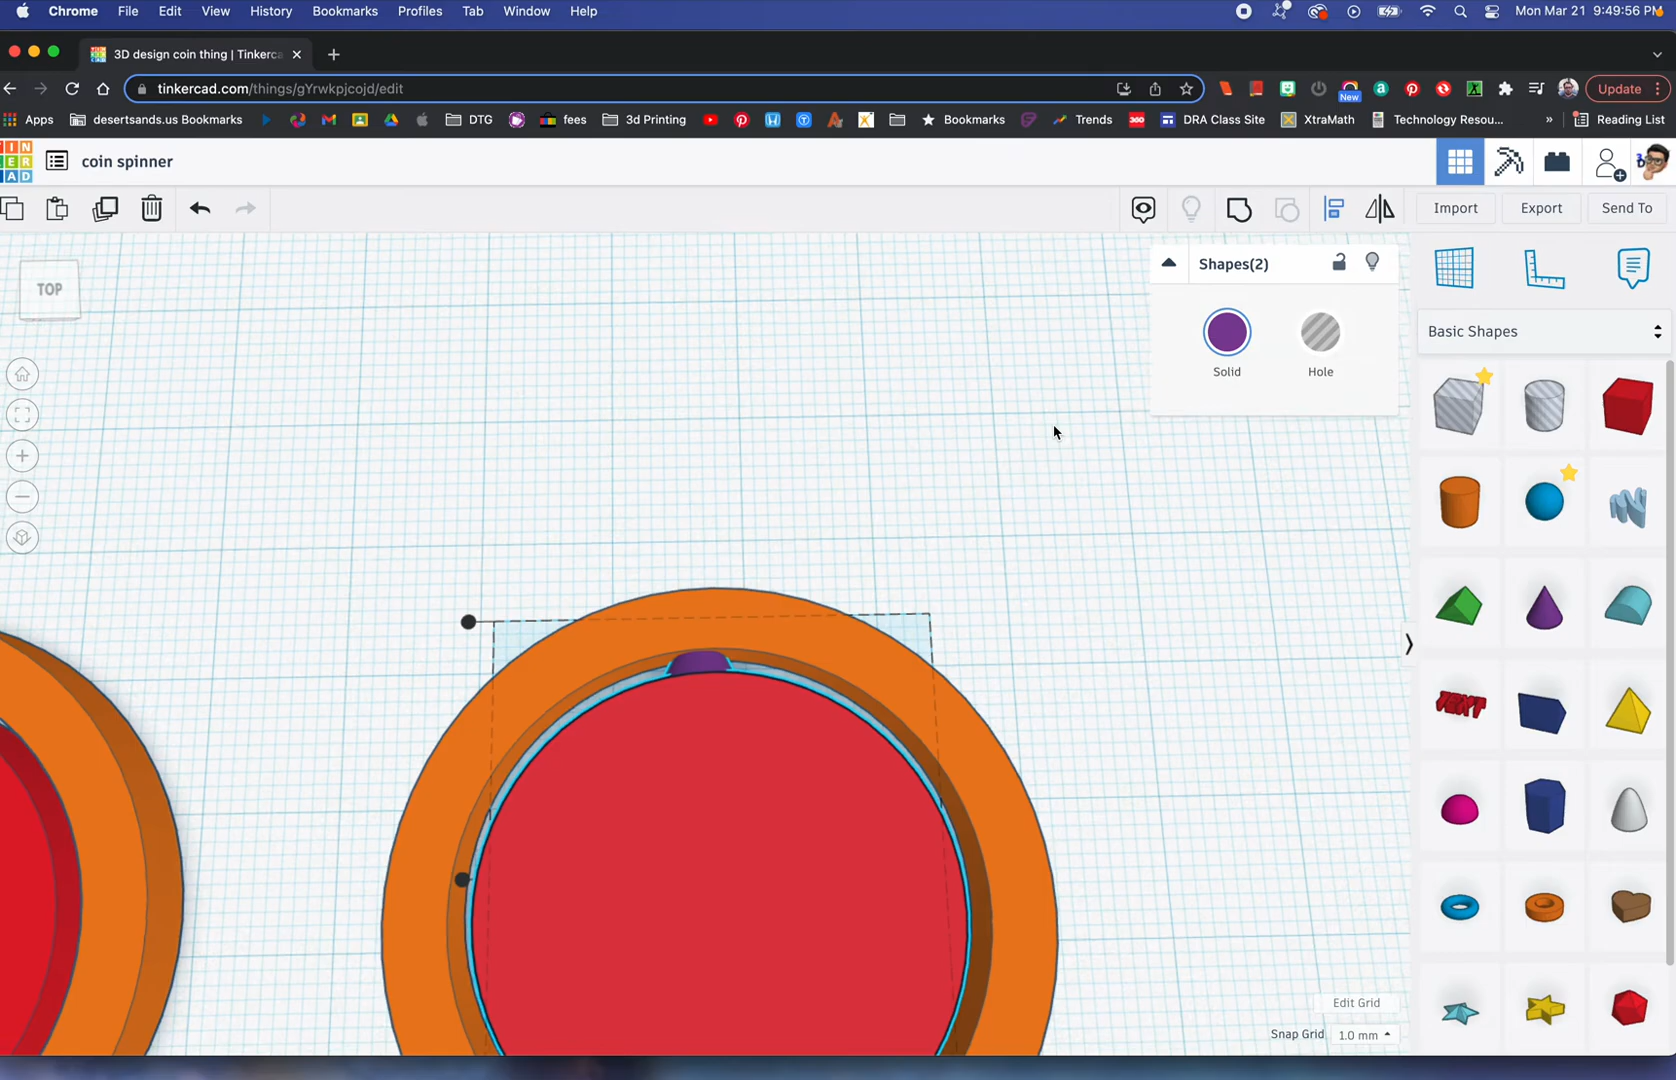 Chrome File Edit View History Bookmarks Profiles Tab Window Help Mon Mar 21 9:49:56 PM
3D design coin thing | Tinkerca
tinkercad.com/things/gYrwkpjcojd/edit New Update
Apps desertsands.us Bookmarks DTG fees 3d Printing Bookmarks Trends 360 DRA Class Site XtraMath Technology Resou... » Reading List
TIN
KER
CAD
coin spinner
Import Export Send To
Shapes(2)
TOP
Solid Hole
Basic Shapes
TEXT
Edit Grid
Snap Grid 1.0 mm